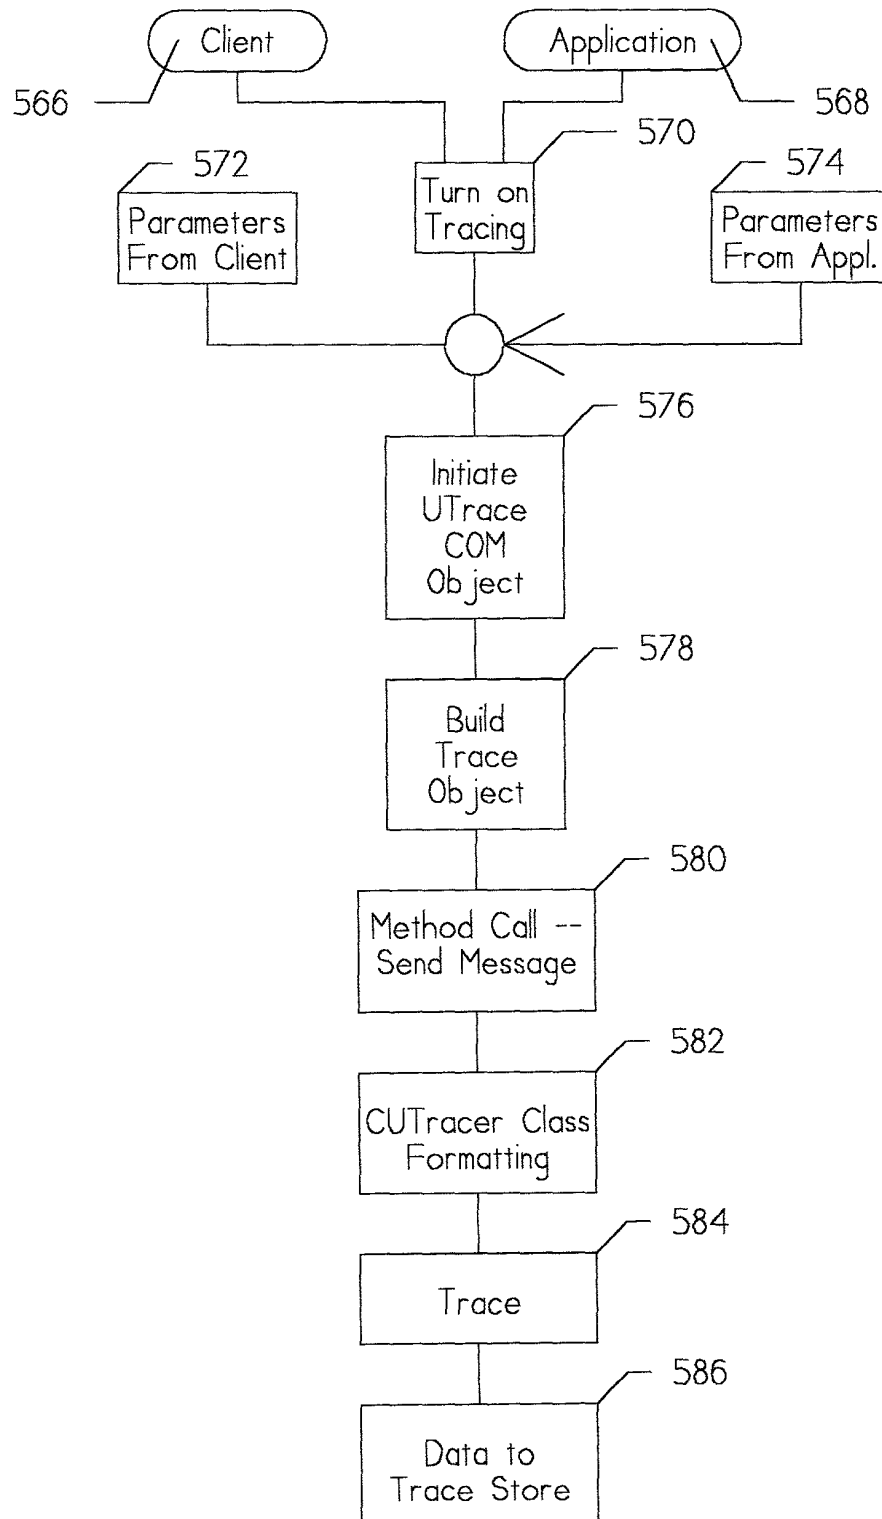 Client
Application
566
568
570
572
574
Turn on
Tracing
Parameters
From Client
Parameters
From Appl.
576
Initiate
UTrace
COM
Object
578
Build
Trace
Object
580
Method Call --
Send Message
582
CUTracer Class
Formatting
584
Trace
586
Data to
Trace Store